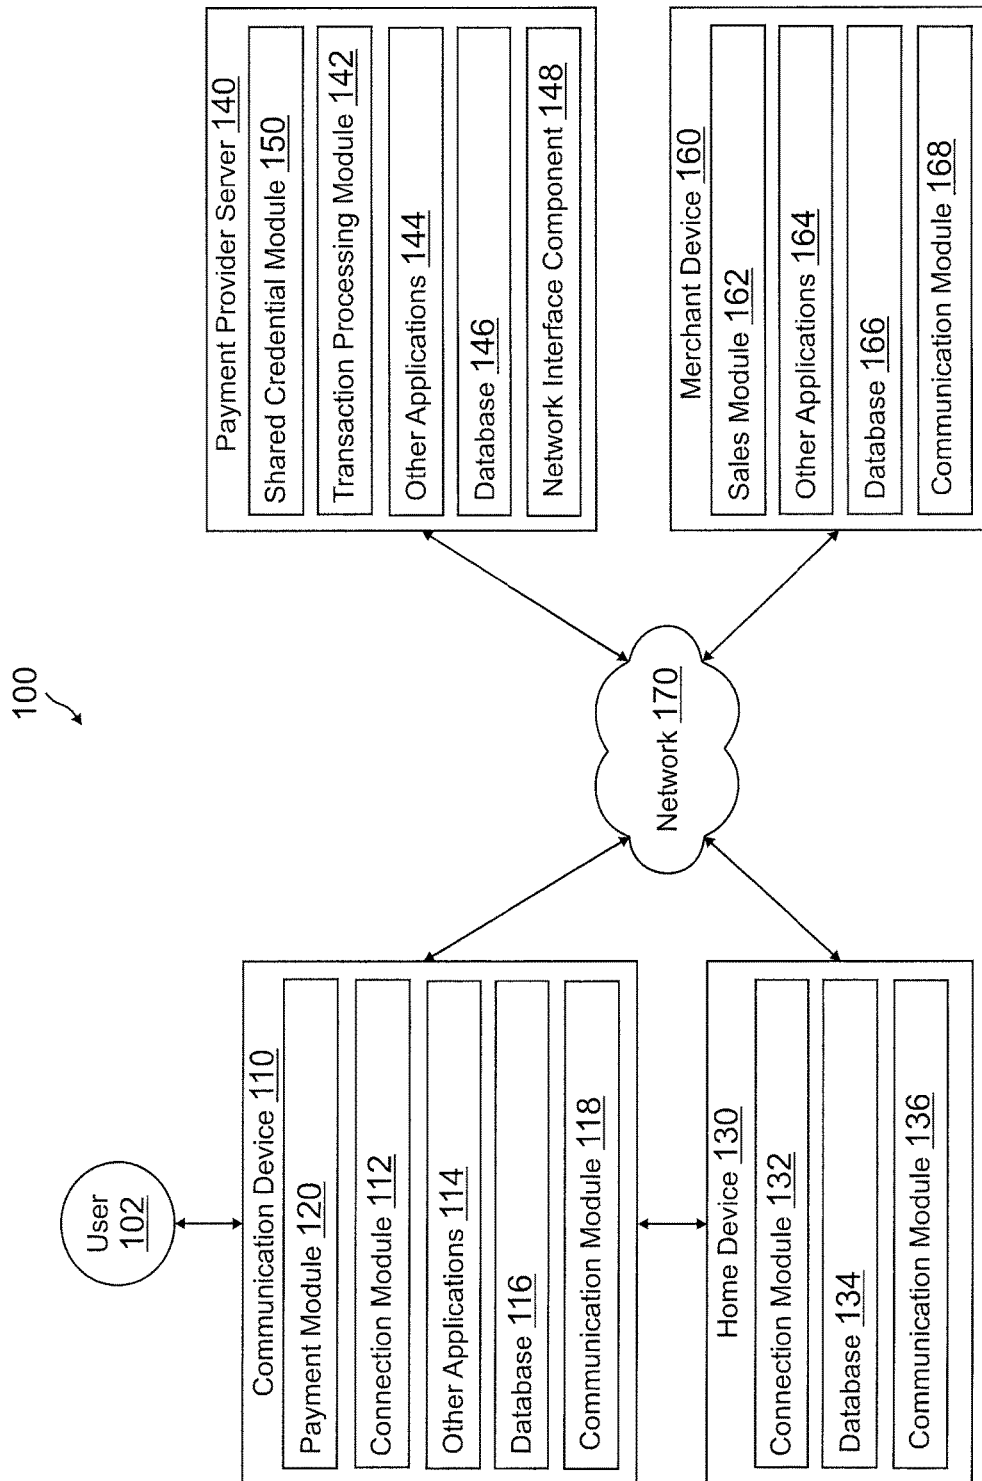 100
User
102
Communication Device 110
Payment Module 120
Connection Module 112
Other Applications 114
Database 116
Communication Module 118
Home Device 130
Connection Module 132
Database 134
Communication Module 136
Network 170
Payment Provider Server 140
Shared Credential Module 150
Transaction Processing Module 142
Other Applications 144
Database 146
Network Interface Component 148
Merchant Device 160
Sales Module 162
Other Applications 164
Database 166
Communication Module 168